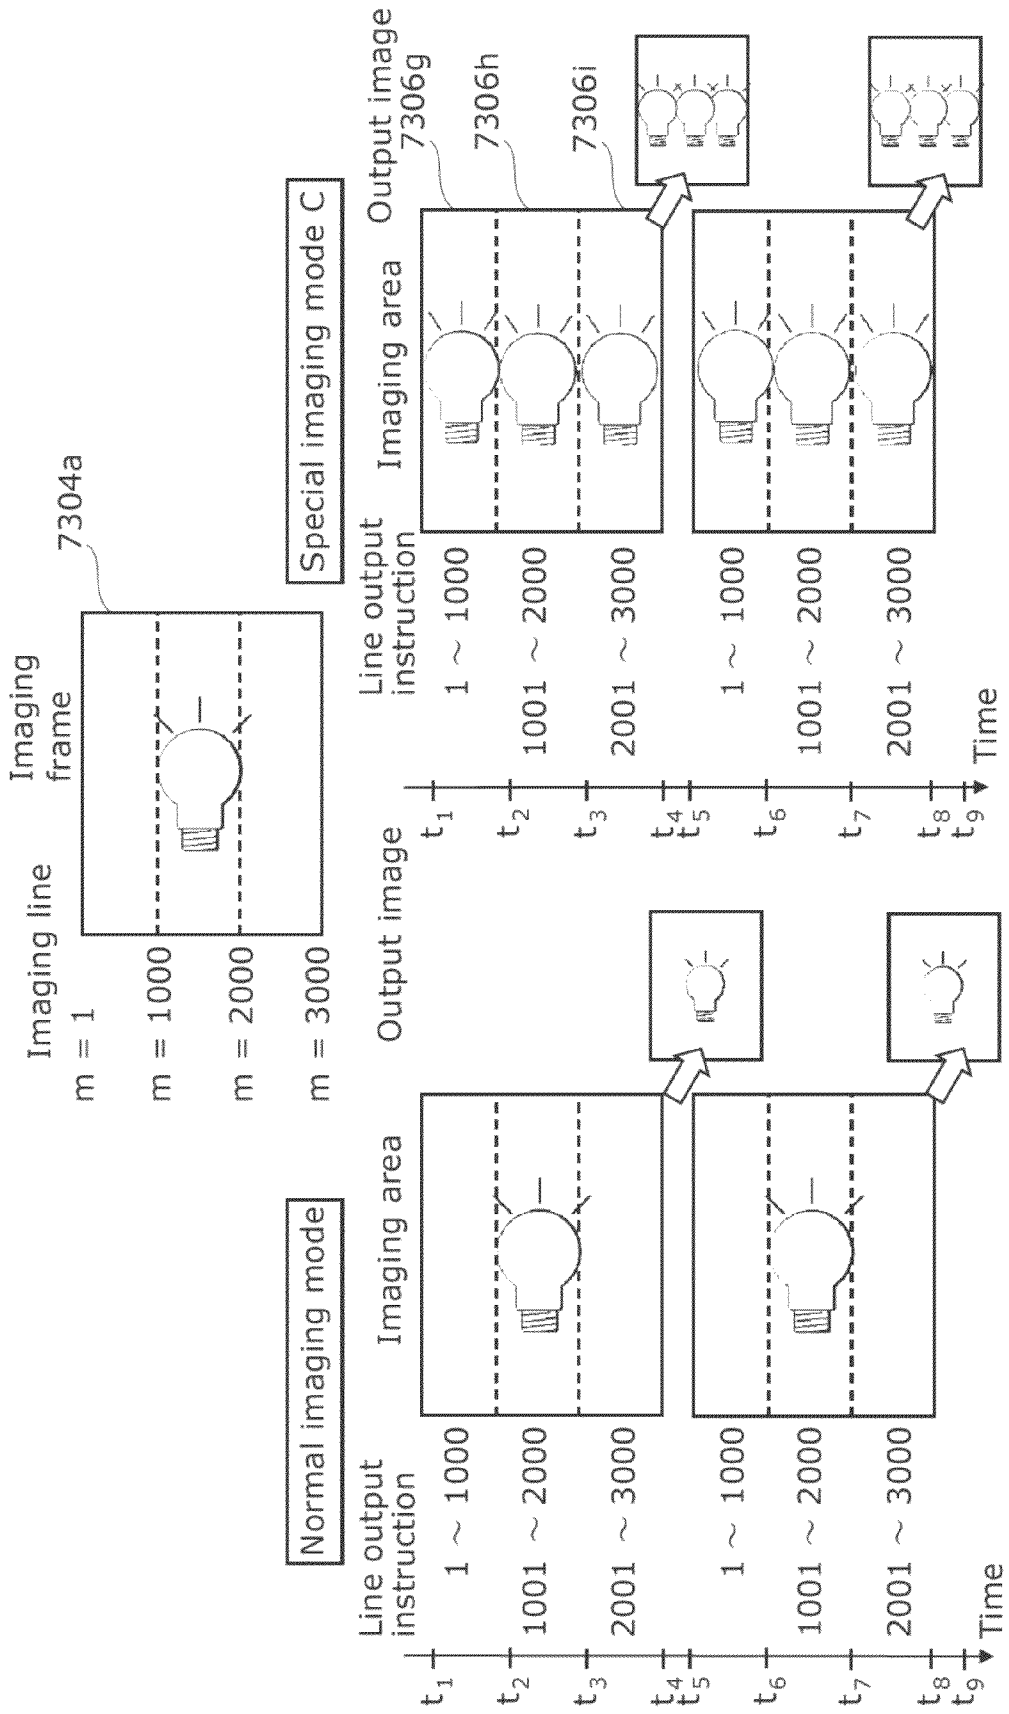 Imaging line
Imaging
frame
7304a
m = 1
m = 1000
m = 2000
m = 3000
Normal imaging mode
Line output
instruction
Imaging area
Output image
t1
1 ~ 1000
t2
1001 ~ 2000
t3
2001 ~ 3000
t4
t5
1 ~ 1000
t6
1001 ~ 2000
t7
2001 ~ 3000
t8
t9
Time
Special imaging mode C
Line output
instruction
Imaging area
Output image
7306g
7306h
7306i
t1
1 ~ 1000
t2
1001 ~ 2000
t3
2001 ~ 3000
t4
t5
1 ~ 1000
t6
1001 ~ 2000
t7
2001 ~ 3000
t8
t9
Time